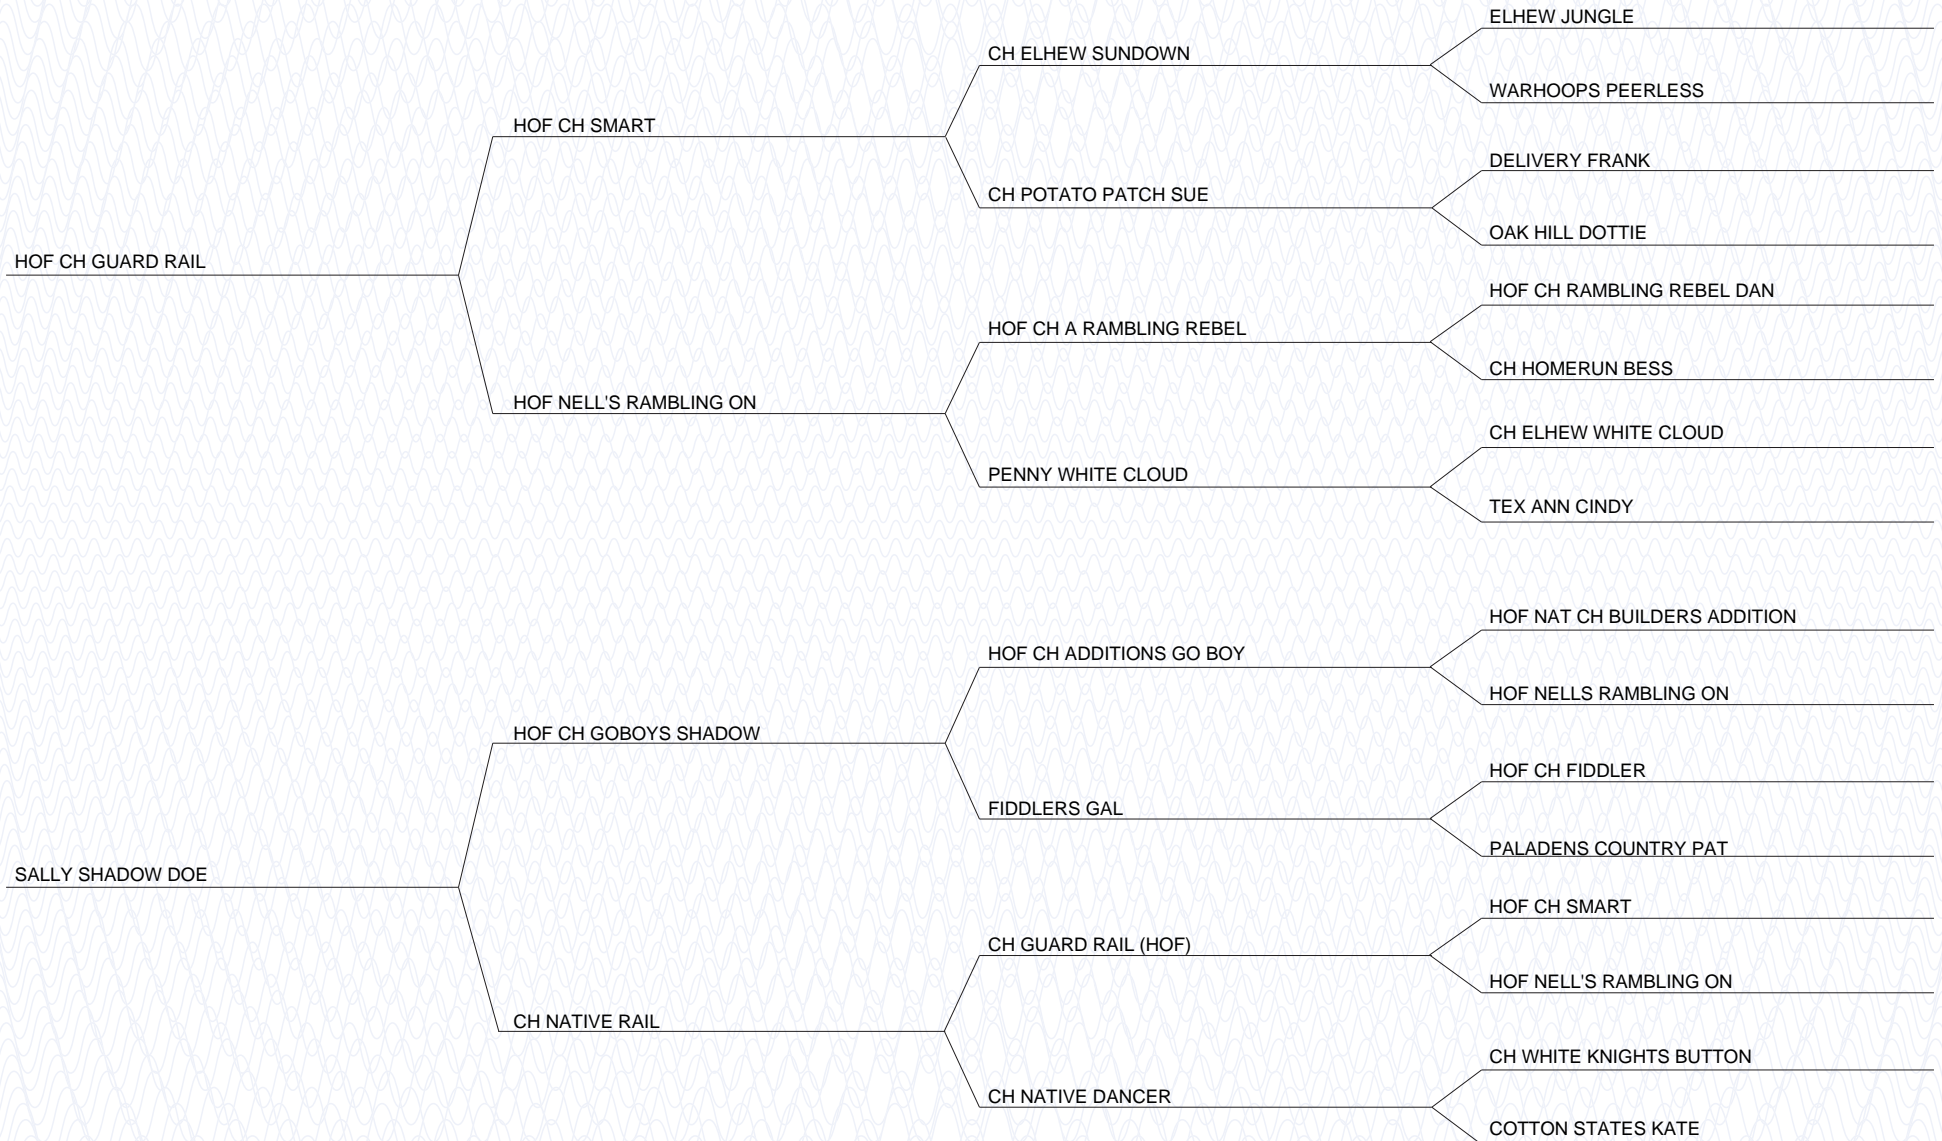 ELHEW JUNGLE
CH ELHEW SUNDOWN
WARHOOPS PEERLESS
HOF CH SMART
DELIVERY FRANK
CH POTATO PATCH SUE
OAK HILL DOTTIE
HOF CH GUARD RAIL
HOF CH RAMBLING REBEL DAN
HOF CH A RAMBLING REBEL
CH HOMERUN BESS
HOF NELL'S RAMBLING ON
CH ELHEW WHITE CLOUD
PENNY WHITE CLOUD
TEX ANN CINDY
HOF NAT CH BUILDERS ADDITION
HOF CH ADDITIONS GO BOY
HOF NELLS RAMBLING ON
HOF CH GOBOYS SHADOW
HOF CH FIDDLER
FIDDLERS GAL
PALADENS COUNTRY PAT
SALLY SHADOW DOE
HOF CH SMART
CH GUARD RAIL (HOF)
HOF NELL'S RAMBLING ON
CH NATIVE RAIL
CH WHITE KNIGHTS BUTTON
CH NATIVE DANCER
COTTON STATES KATE